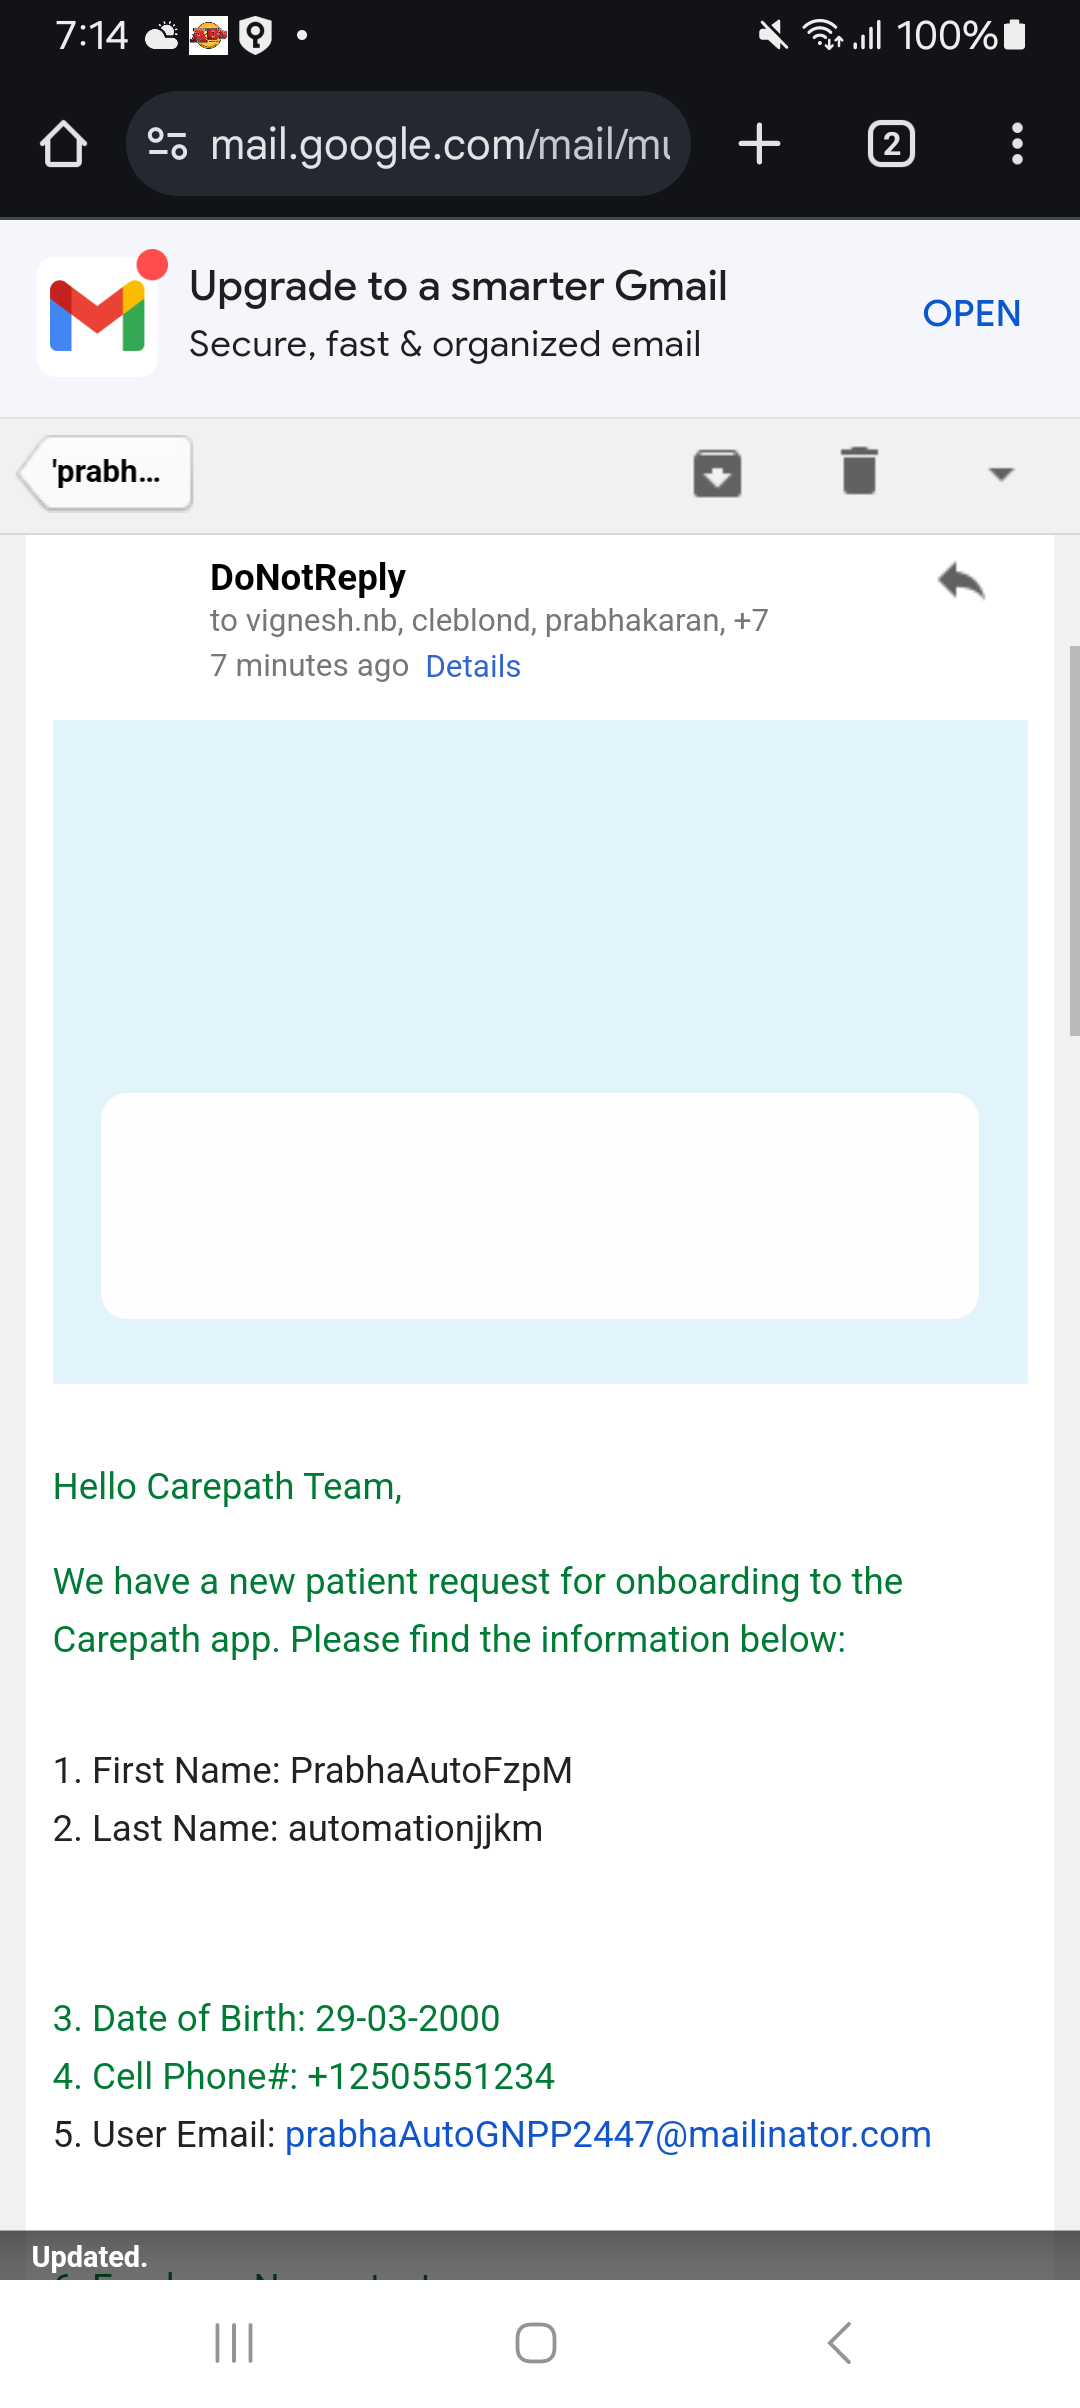 7:14
100%
mail.google.com/mail/mu
2
Upgrade to a smarter Gmail
Secure, fast & organized email
OPEN
'prabh...
DoNotReply
to vignesh.nb, cleblond, prabhakaran, +7
7 minutes ago Details
Hello Carepath Team,
We have a new patient request for onboarding to the
Carepath app. Please find the information below:
1. First Name: PrabhaAutoFzpM
2. Last Name: automationjjkm
3. Date of Birth: 29-03-2000
4. Cell Phone#: +12505551234
5. User Email: prabhaAutoGNPP2447@mailinator.com
Updated.